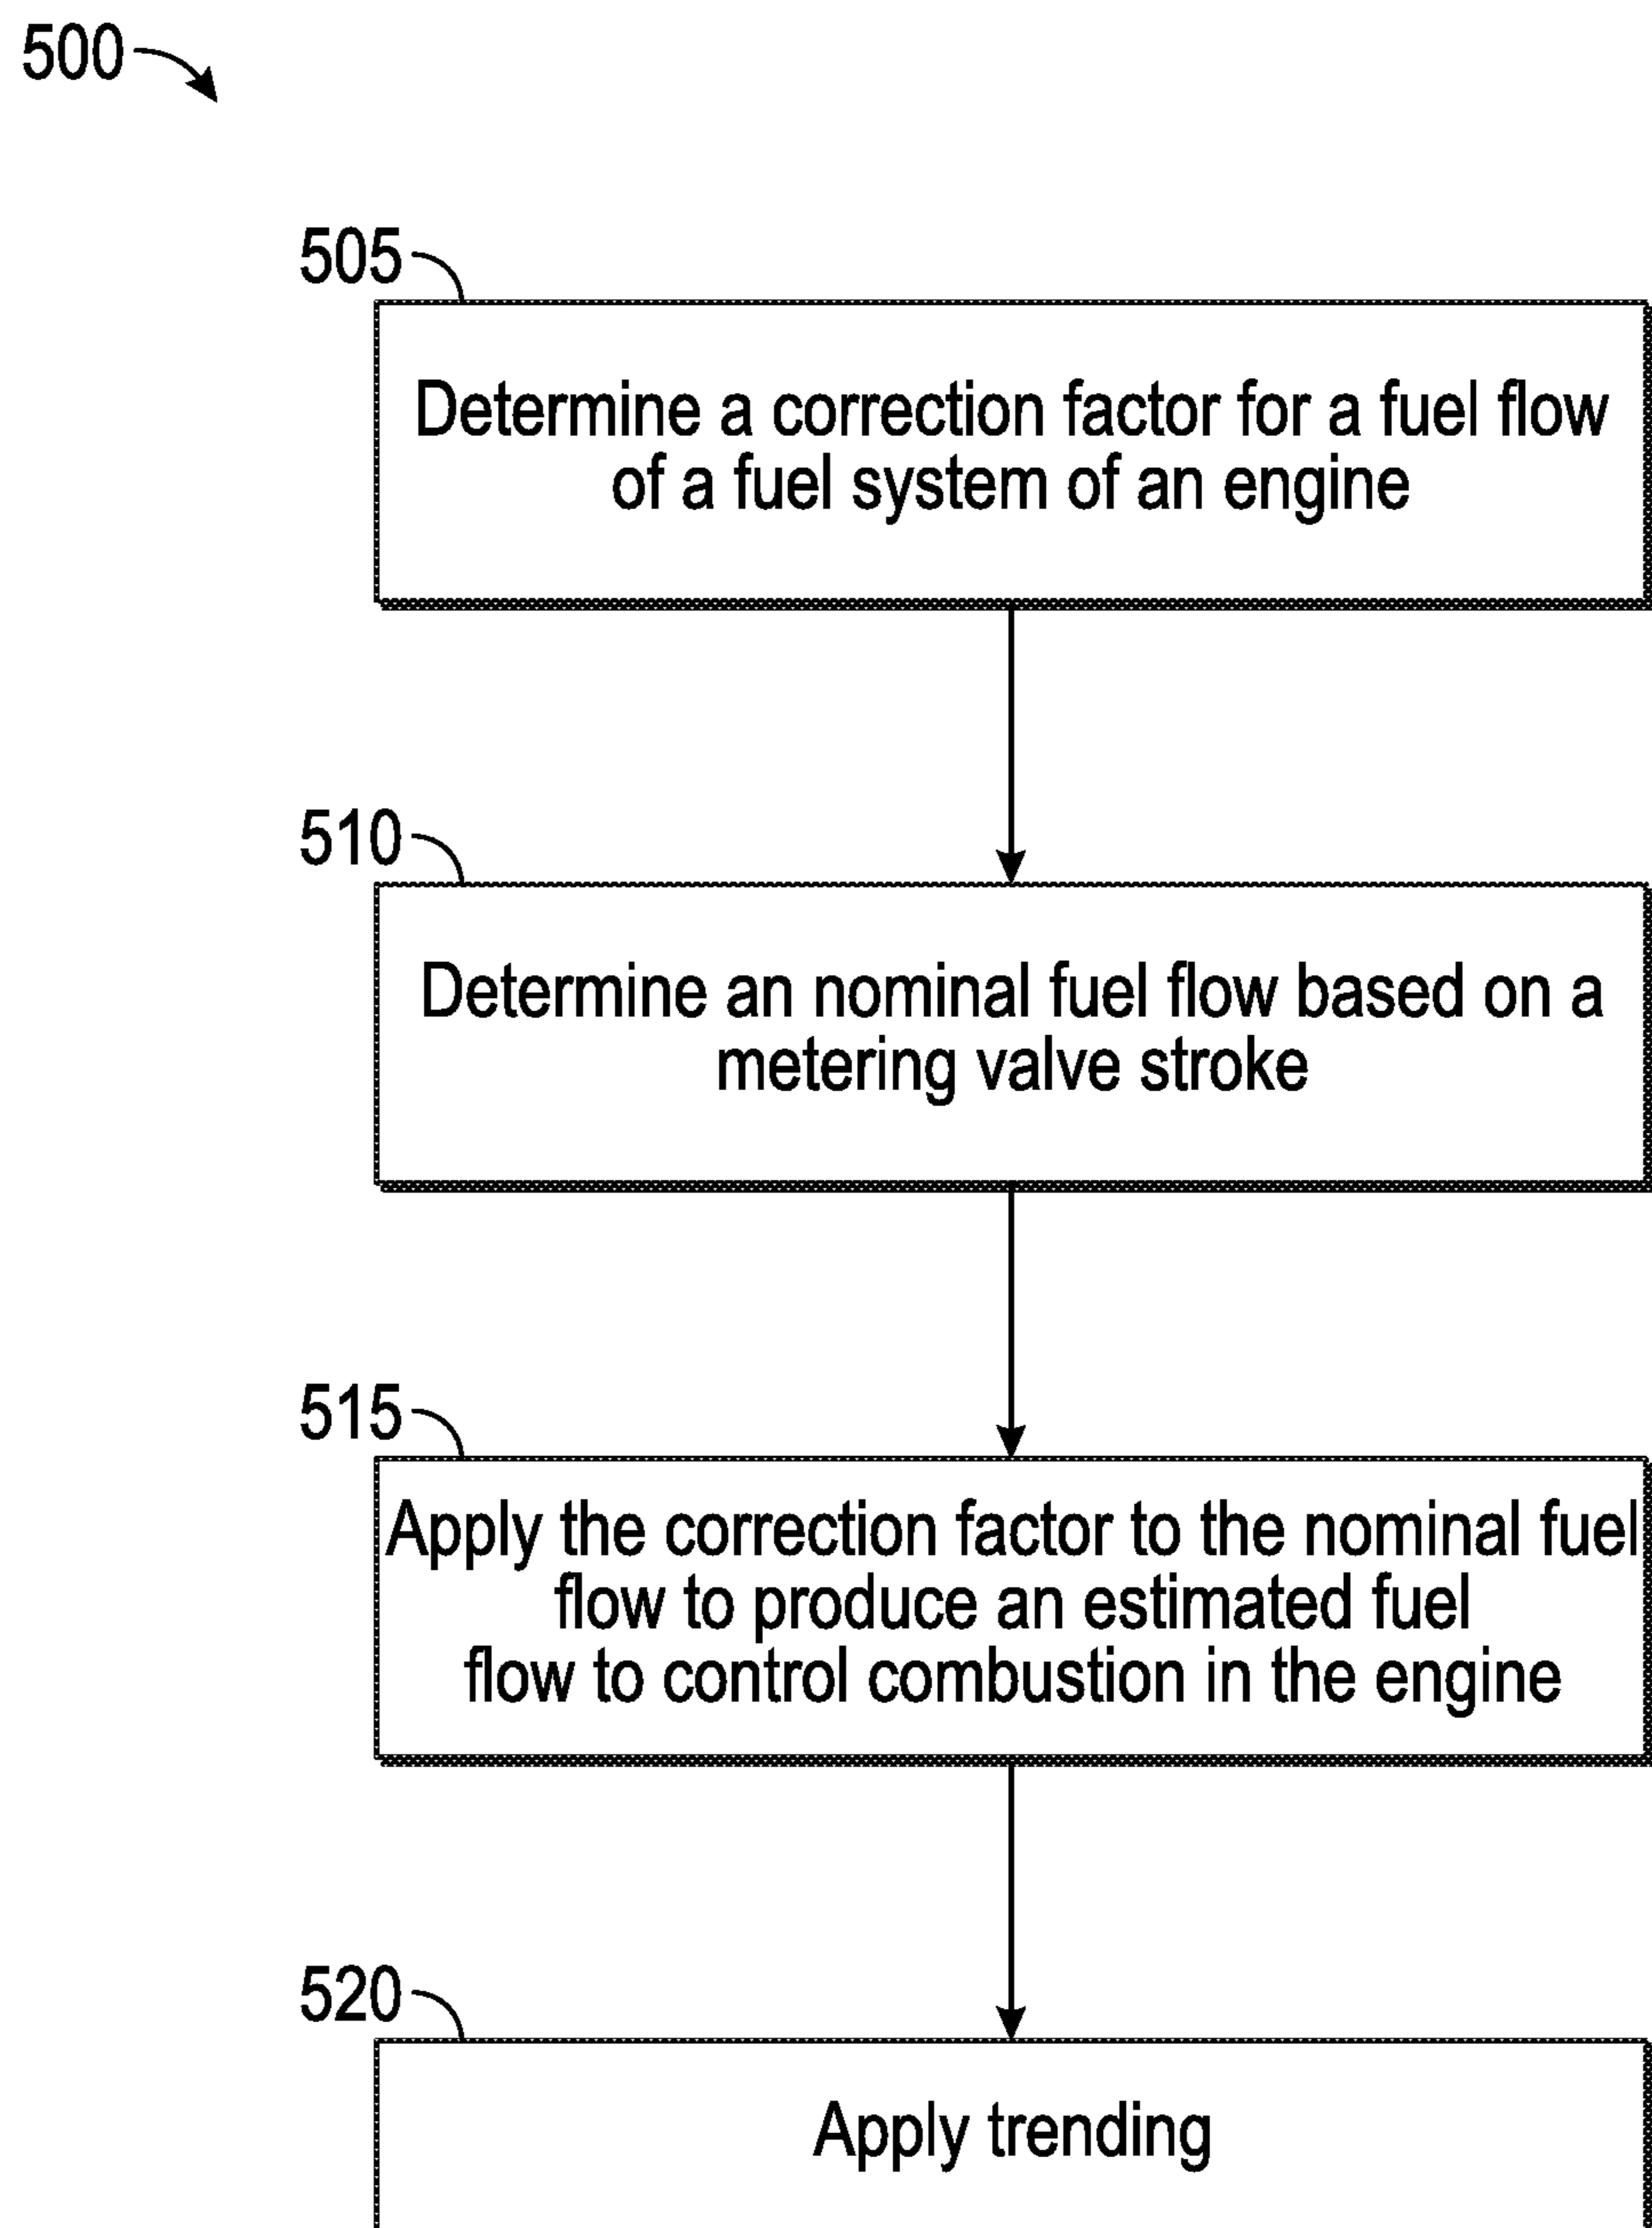 500
505
Determine a correction factor for a fuel flow
of a fuel system of an engine
510
Determine an nominal fuel flow based on a
metering valve stroke
515
Apply the correction factor to the nominal fuel
flow to produce an estimated fuel
flow to control combustion in the engine
520
Apply trending